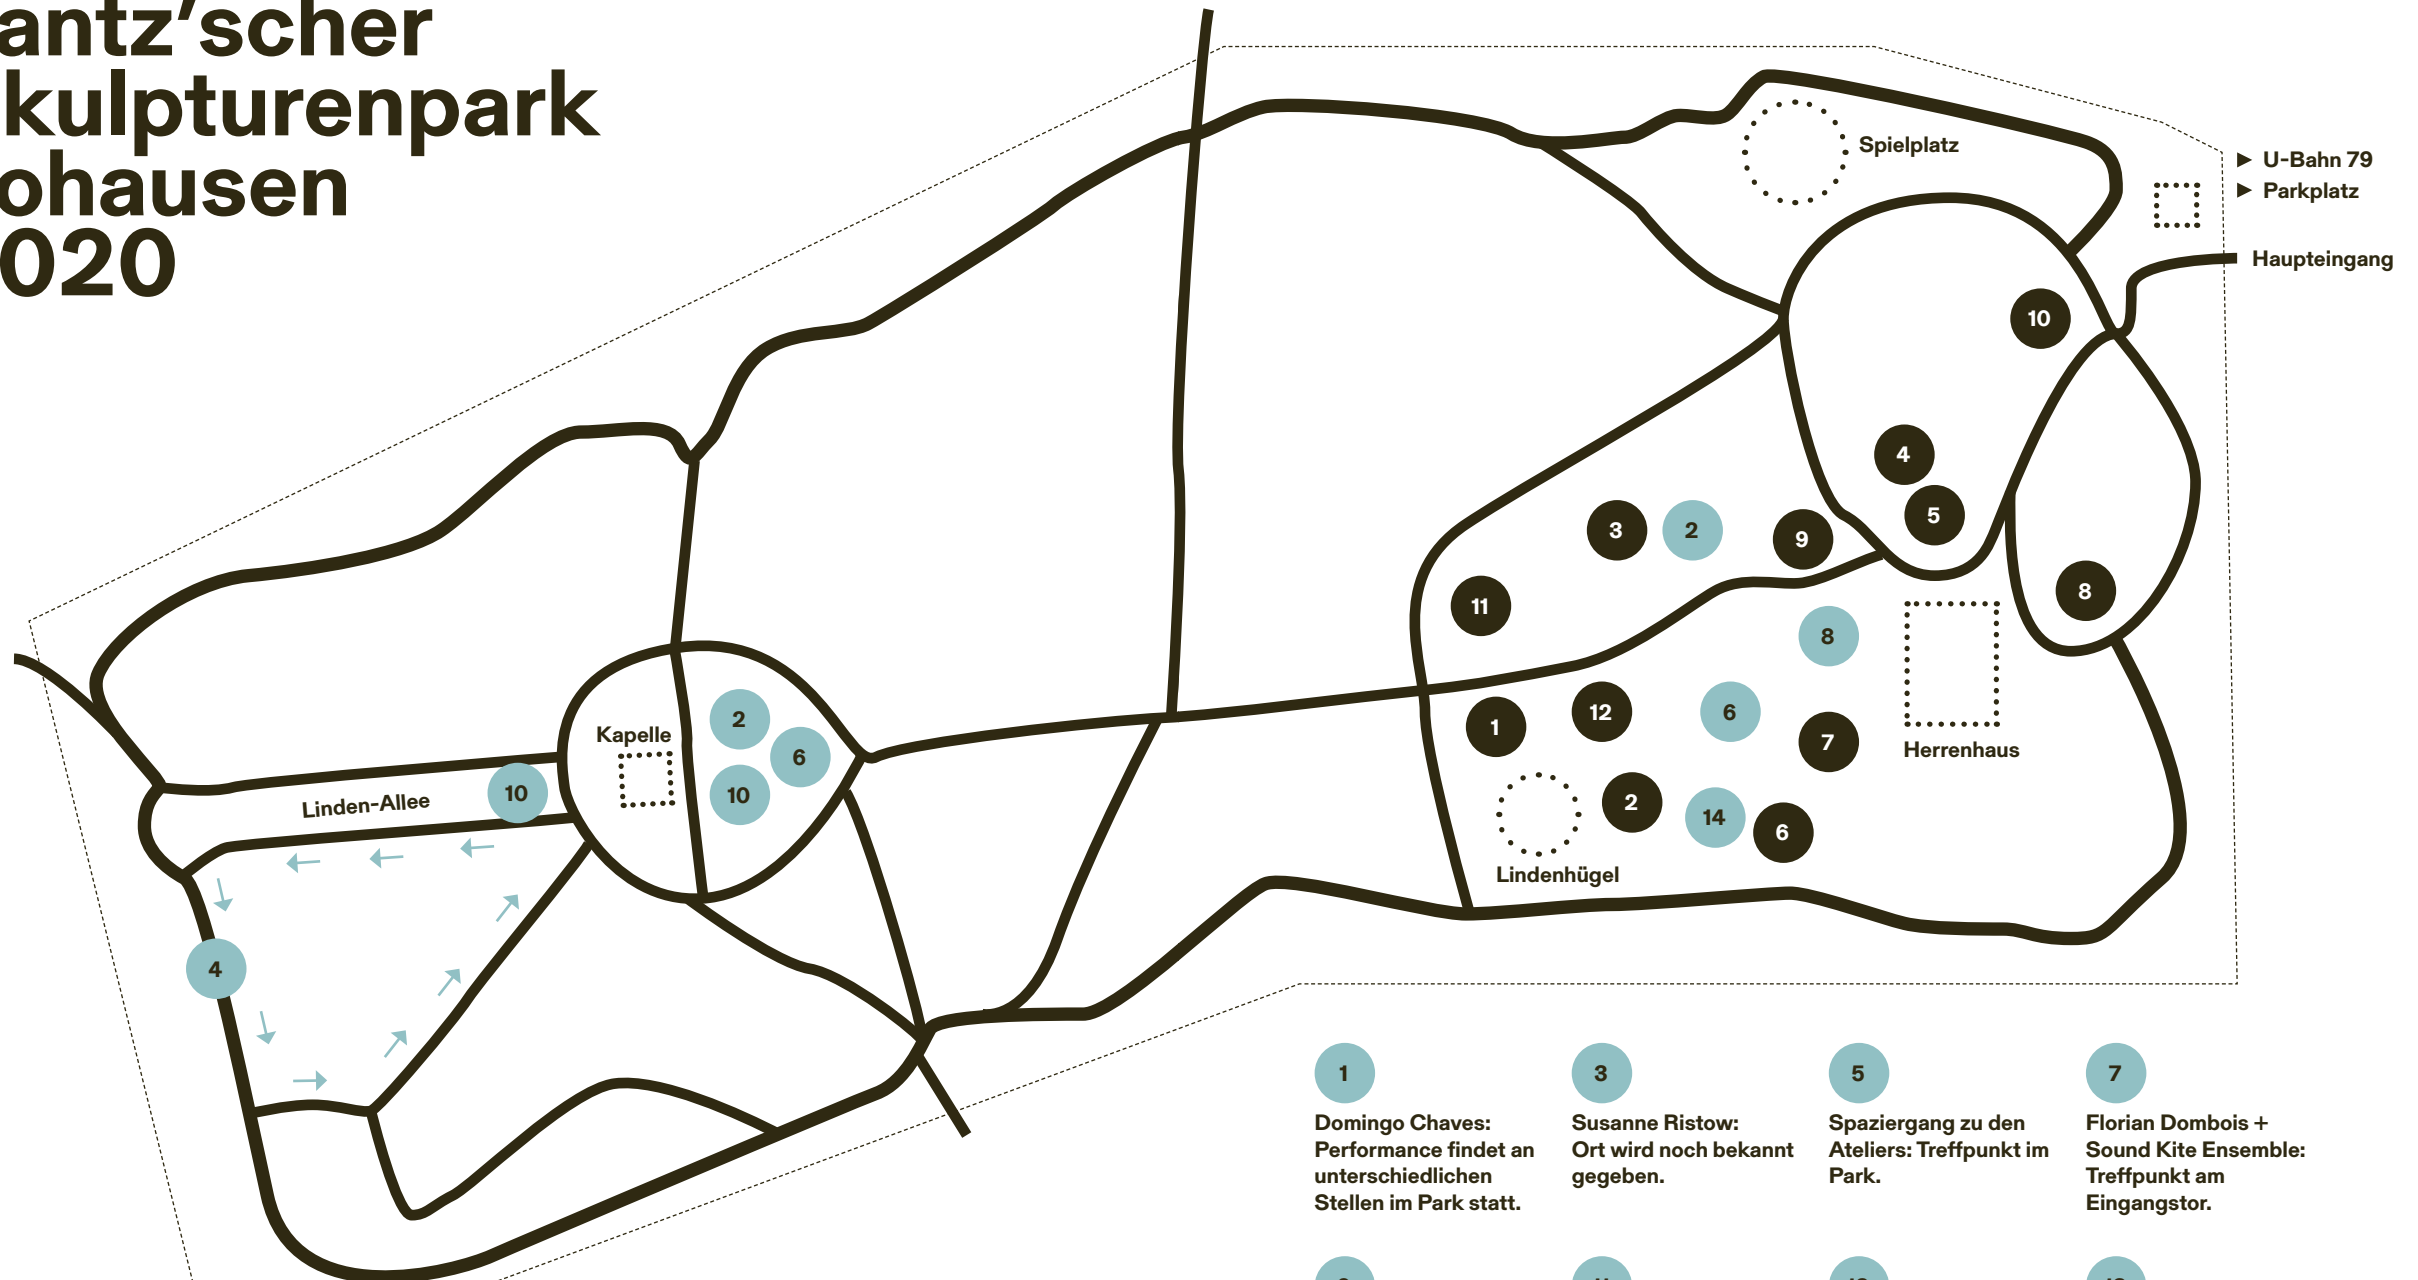 antz'scher
kulpturenpark
ohausen
020
Spielplatz
▶ U-Bahn 79
▶ Parkplatz
Haupteingang
10
4
5
3
2
9
11
8
8
1
12
6
7
Herrenhaus
2
14
6
Lindenhügel
Kapelle
2
6
10
10
Linden-Allee
4
1
Domingo Chaves:
Performance findet an
unterschiedlichen
Stellen im Park statt.
3
Susanne Ristow:
Ort wird noch bekannt
gegeben.
5
Spaziergang zu den
Ateliers: Treffpunkt im
Park.
7
Florian Dombois +
Sound Kite Ensemble:
Treffpunkt am
Eingangstor.